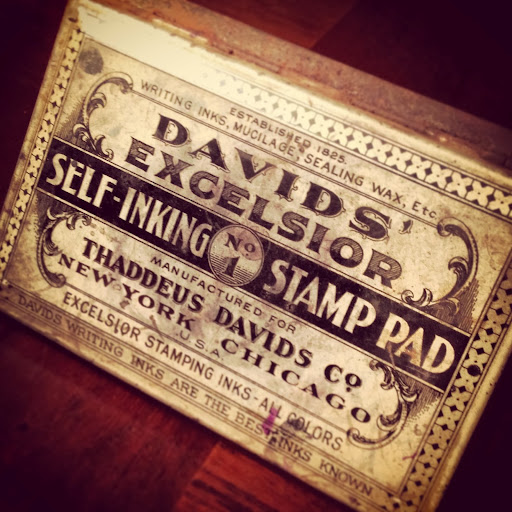 ESTABLISHED 1825.
WRITING INKS, MUCILAGE, SEALING WAX, Etc.
DAVIDS'
EXCELSIOR
SELF-INKING No 1 STAMP PAD
MANUFACTURED FOR
THADDEUS DAVIDS Co
NEW YORK CHICAGO
U.S.A.
EXCELSIOR STAMPING INKS - ALL COLORS
DAVIDS WRITING INKS ARE THE BEST INKS KNOWN